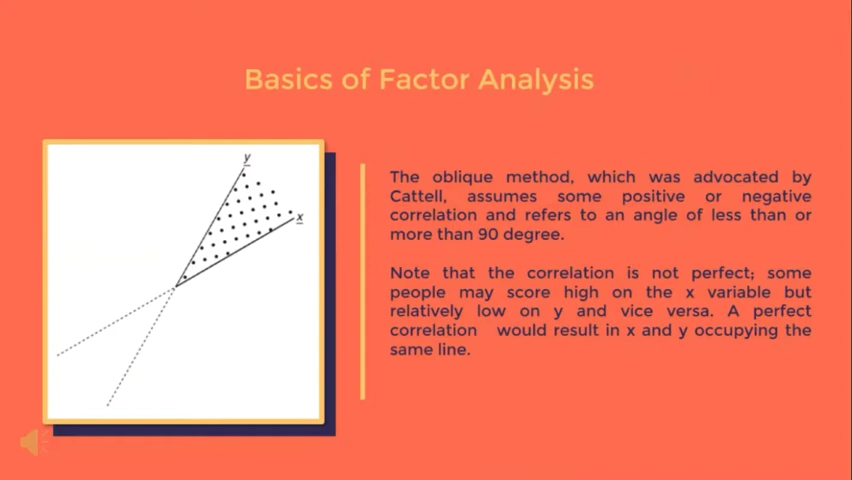 Basics of Factor Analysis
y
x
The oblique method, which was advocated by
Cattell, assumes some positive or negative
correlation and refers to an angle of less than or
more than 90 degree.
Note that the correlation is not perfect; some
people may score high on the x variable but
relatively low on y and vice versa. A perfect
correlation would result in x and y occupying the
same line.